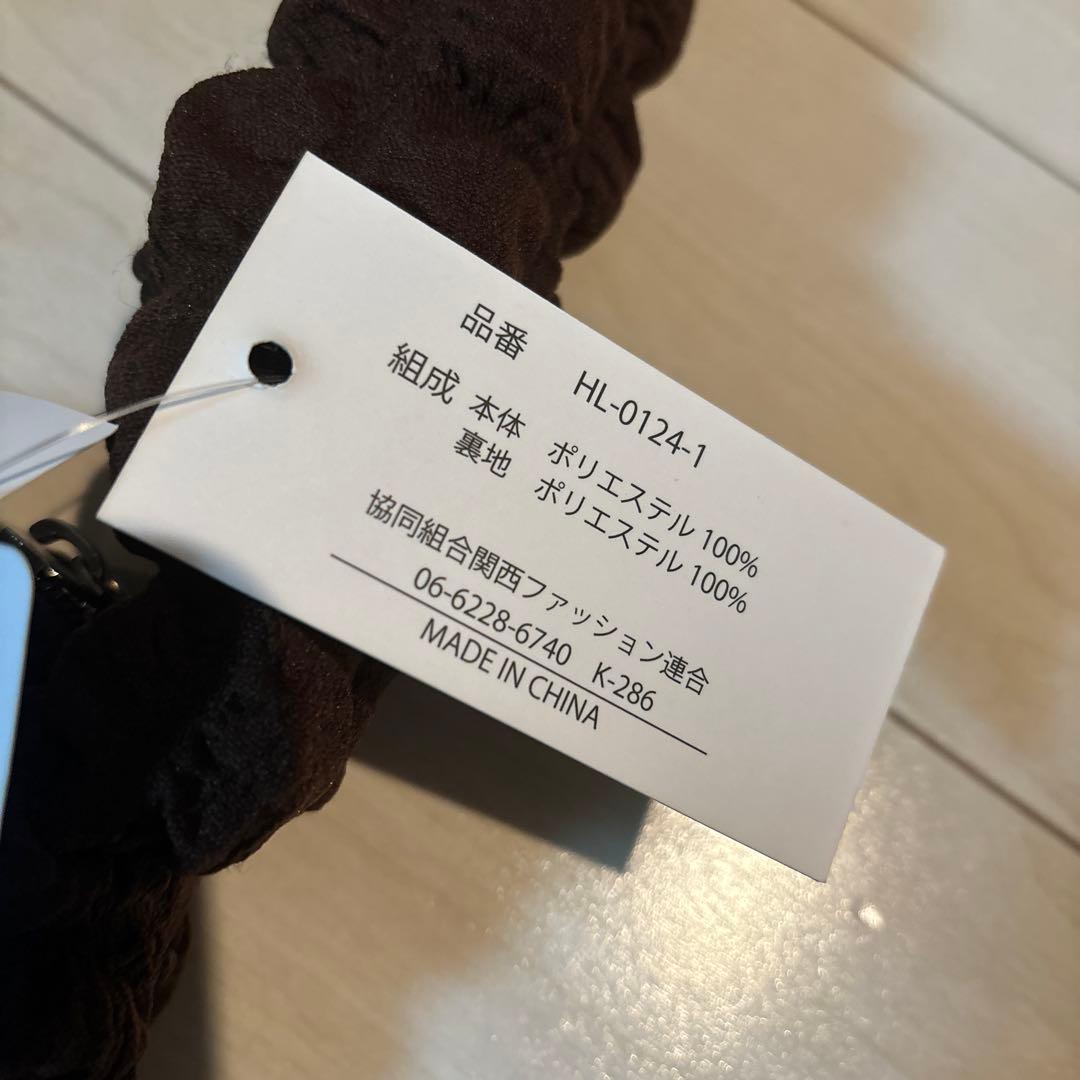 品番 HL-0124-1
組成 本体 ポリエステル 100%
裏地 ポリエステル 100%
協同組合関西ファッション連合
06-6228-6740 K-286
MADE IN CHINA